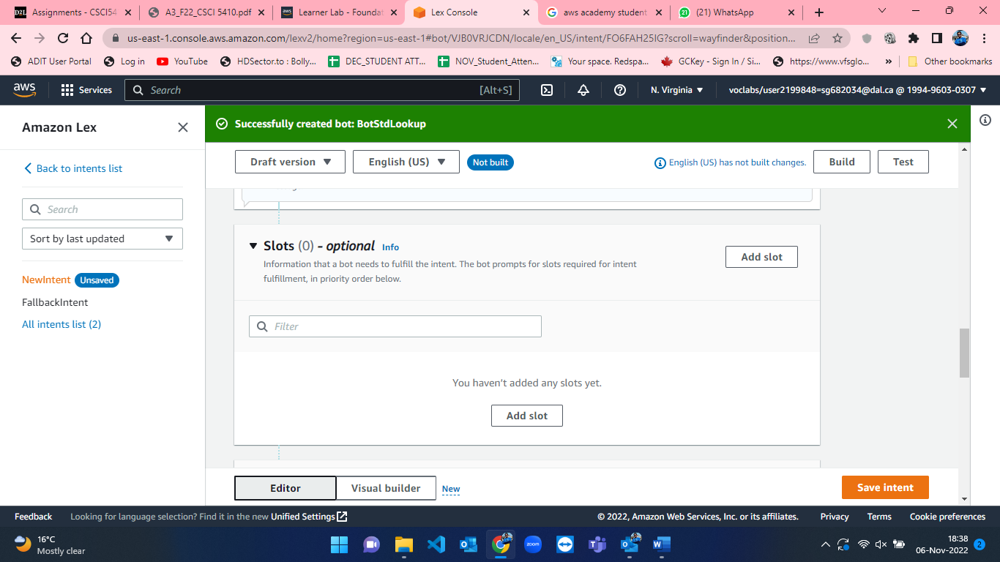 Assignments - CSCI54
A3_F22_CSCI 5410.pdf
Learner Lab - Foundat
Lex Console
aws academy student
(21) WhatsApp
us-east-1.console.aws.amazon.com/lexv2/home?region=us-east-1#bot/VJB0VRJCDN/locale/en_US/intent/FO6FAH25IG?scroll=wayfinder&position...
ADIT User Portal
Log in
YouTube
HDSector.to : Bolly...
DEC_STUDENT ATT...
NOV_Student_Atten...
Your space. Redspa...
GCKey - Sign In / Si...
https://www.vfsglo...
»
Other bookmarks
aws
Services
Search
[Alt+S]
N. Virginia
voclabs/user2199848=sg682034@dal.ca @ 1994-9603-0307
Amazon Lex
Successfully created bot: BotStdLookup
Back to intents list
Draft version
English (US)
Not built
English (US) has not built changes.
Build
Test
Search
Sort by last updated
NewIntent
Unsaved
FallbackIntent
All intents list (2)
Slots (0) - optional
Info
Information that a bot needs to fulfill the intent. The bot prompts for slots required for intent
fulfillment, in priority order below.
Add slot
Filter
You haven't added any slots yet.
Add slot
Editor
Visual builder
New
Save intent
Feedback
Looking for language selection? Find it in the new Unified Settings
© 2022, Amazon Web Services, Inc. or its affiliates.
Privacy
Terms
Cookie preferences
16°C
Mostly clear
zoom
18:38
06-Nov-2022
2